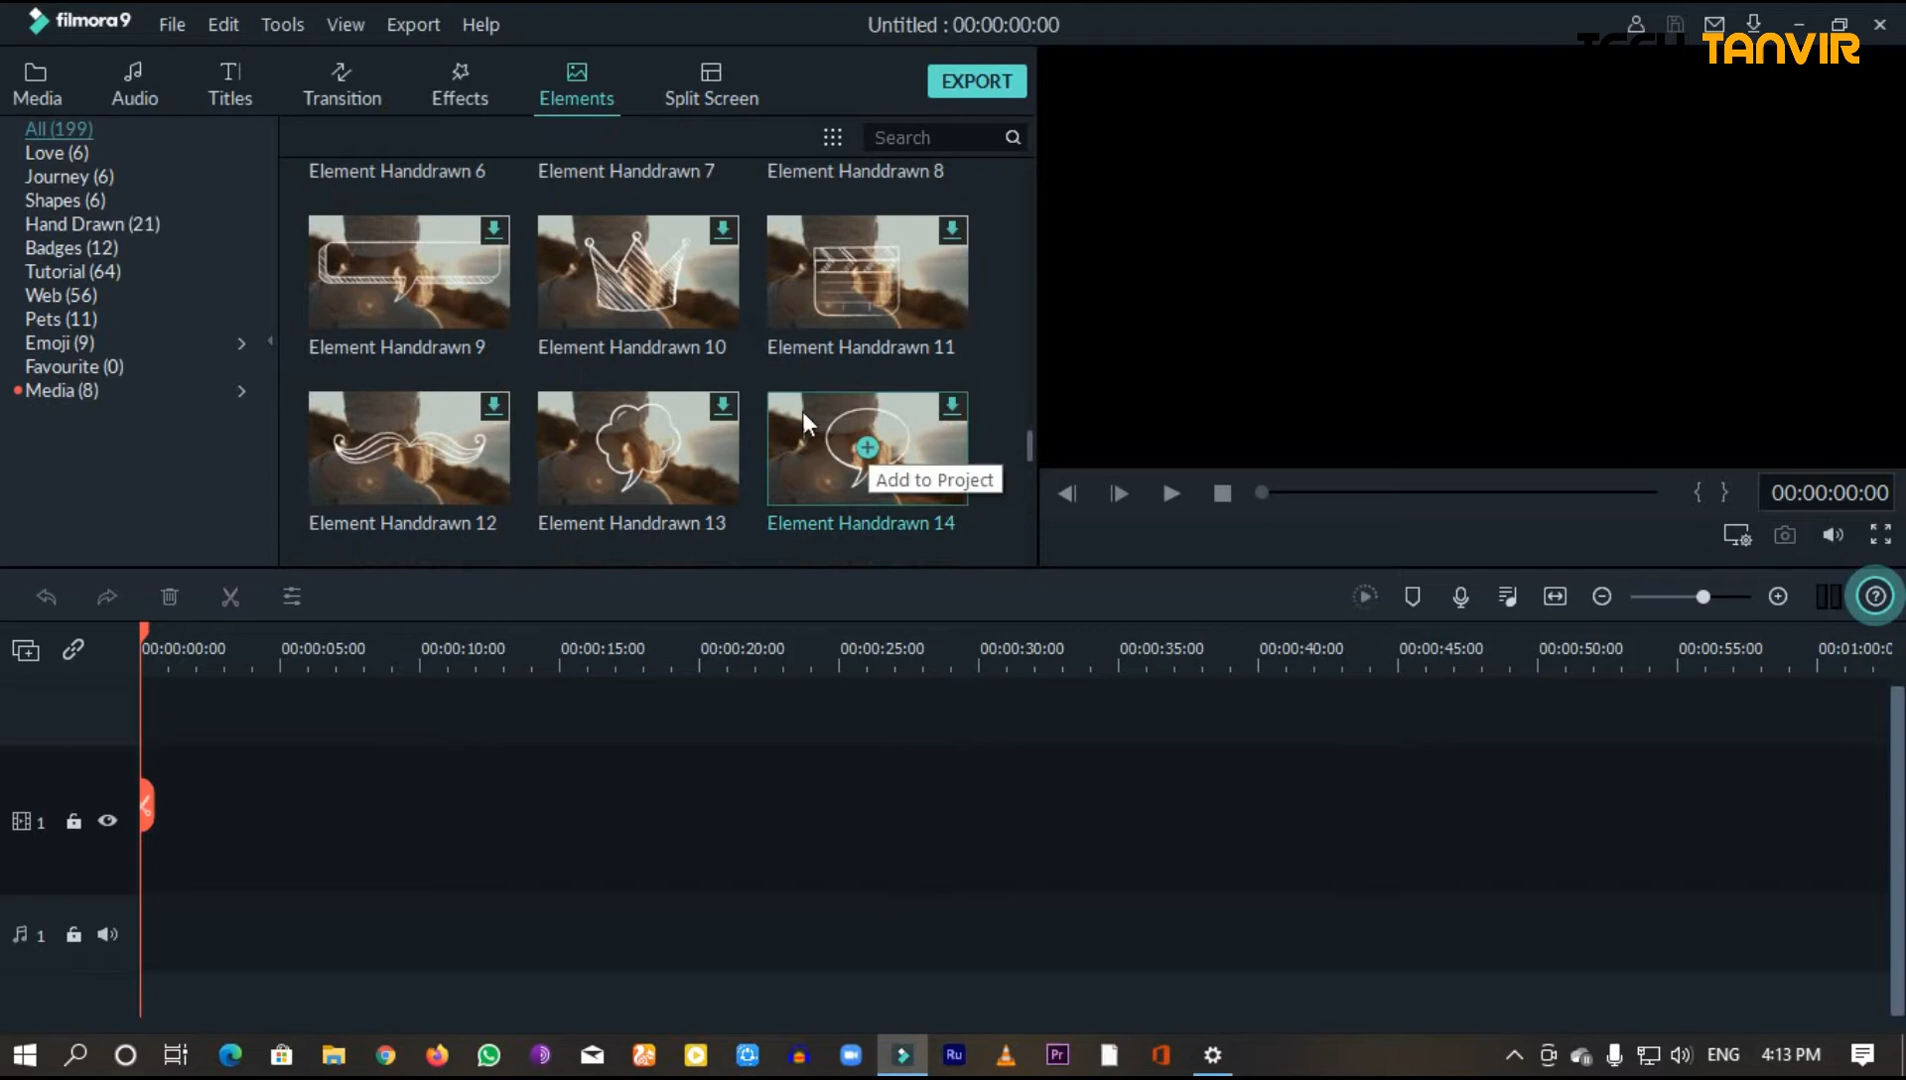 filmora9 File Edit Tools View Export Help Untitled : 00:00:00:00
TECH TANVIR
Media Audio Titles Transition Effects Elements Split Screen EXPORT
All (199)
Love (6)
Journey (6)
Shapes (6)
Hand Drawn (21)
Badges (12)
Tutorial (64)
Web (56)
Pets (11)
Emoji (9)
Favourite (0)
Media (8)
Search
Element Handdrawn 6 Element Handdrawn 7 Element Handdrawn 8
Element Handdrawn 9 Element Handdrawn 10 Element Handdrawn 11
Add to Project
Element Handdrawn 12 Element Handdrawn 13 Element Handdrawn 14
{ } 00:00:00:00
00:00:00:00 00:00:05:00 00:00:10:00 00:00:15:00 00:00:20:00 00:00:25:00 00:00:30:00 00:00:35:00 00:00:40:00 00:00:45:00 00:00:50:00 00:00:55:00 00:01:00:0
1
1
Ru Pr ENG 4:13 PM